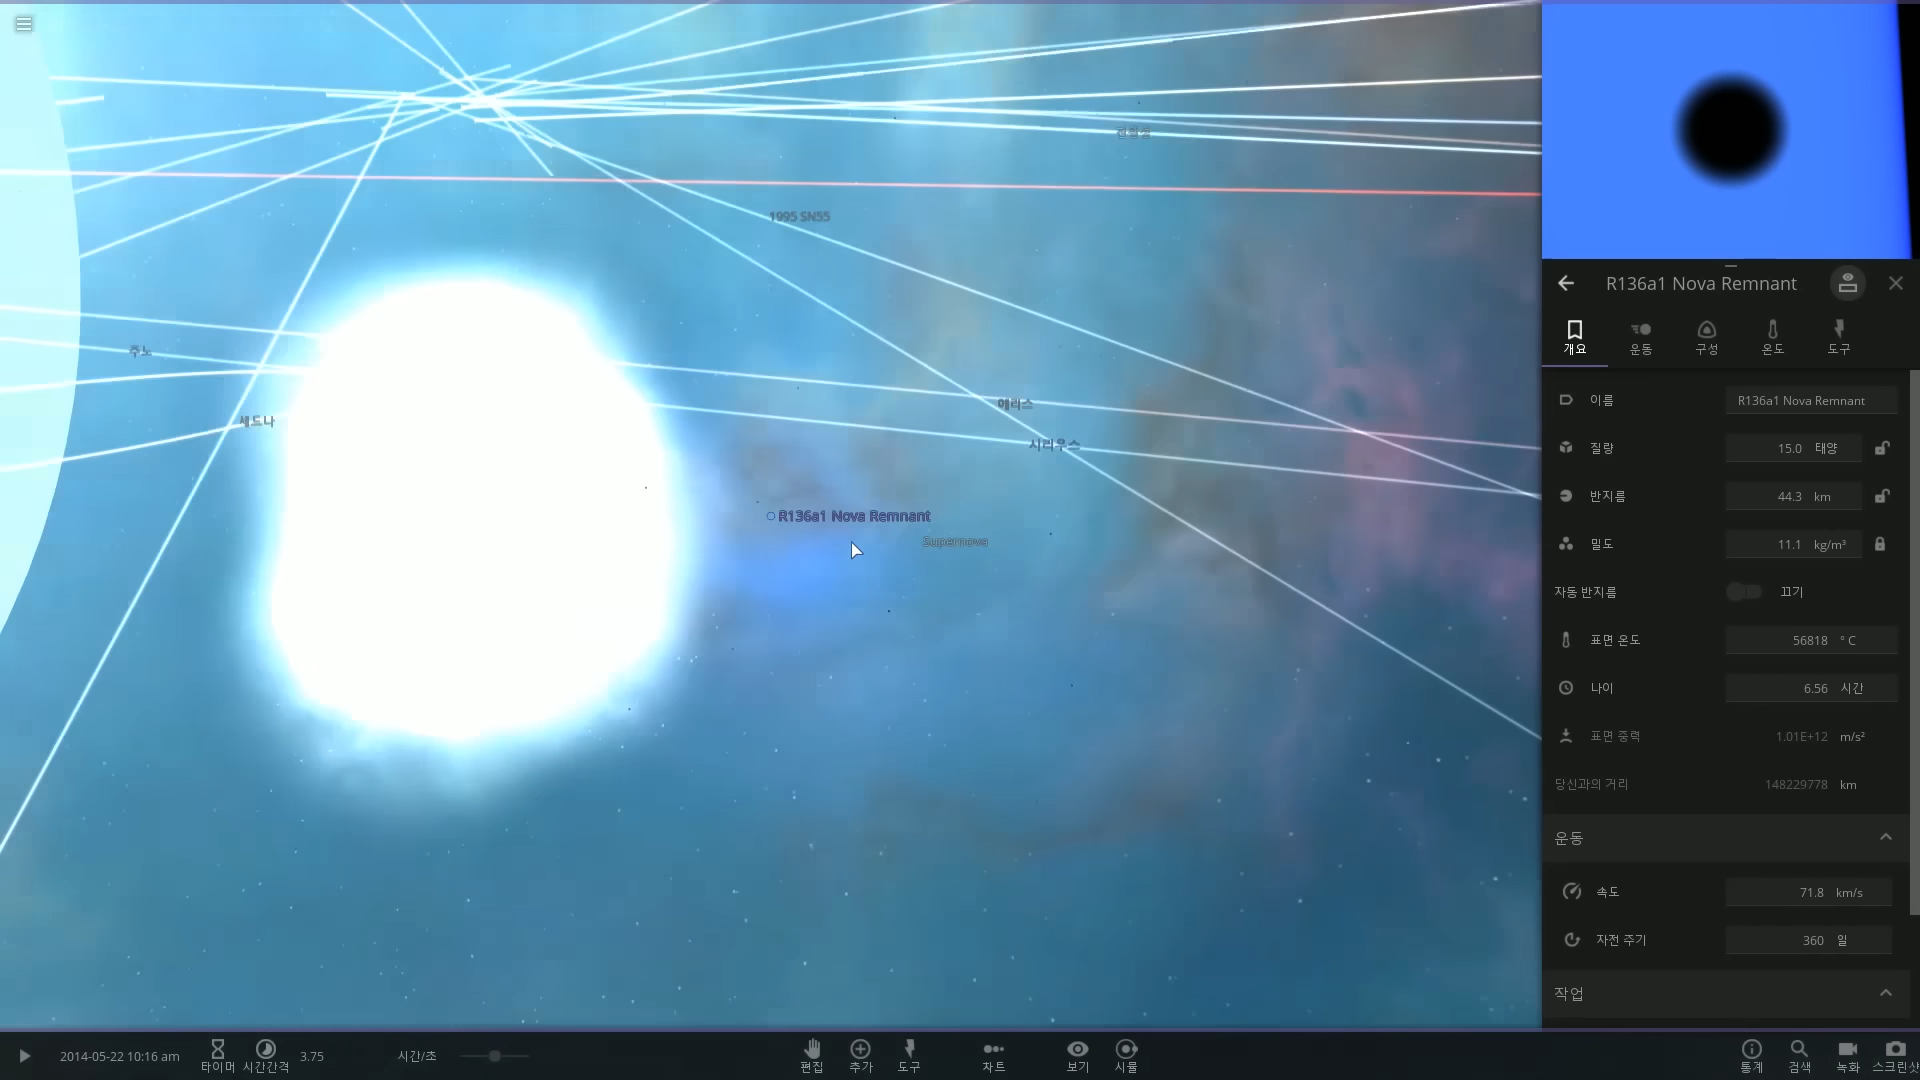 1995 SN55
주노
세드나
에리스
시리우스
R136a1 Nova Remnant
Supernova
R136a1 Nova Remnant
개요
운동
구성
온도
도구
이름 R136a1 Nova Remnant
질량 15.0 태양
반지름 44.3 km
밀도 11.1 kg/m³
자동 반지름 끄기
표면 온도 56818 ° C
나이 6.56 시간
표면 중력 1.01E+12 m/s²
당신과의 거리 148229778 km
운동
속도 71.8 km/s
자전 주기 360 일
작업
2014-05-22 10:16 am
타이머
시간간격
3.75 시간/초
편집
추가
도구
차트
보기
시뮬
통계
검색
녹화
스크린샷